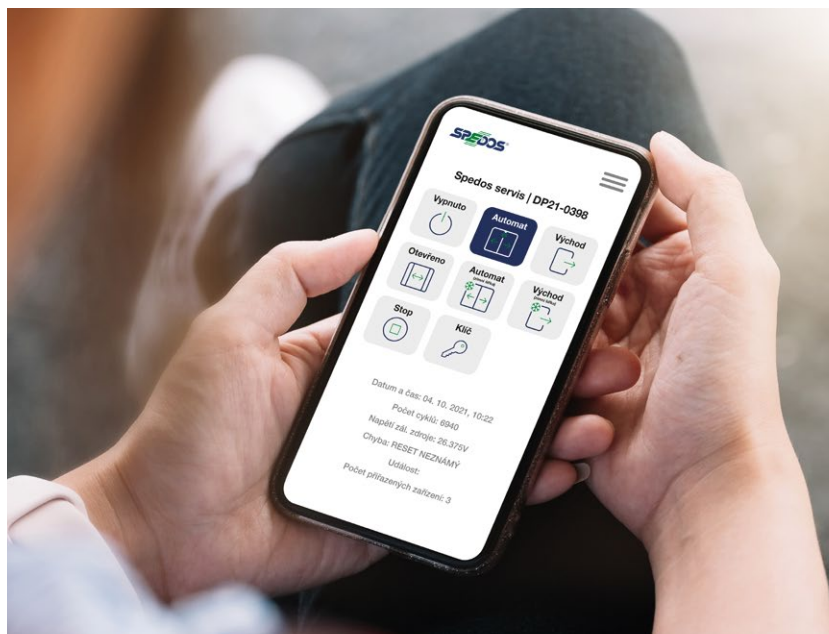 SPEDOS
Spedos servis | DP21-0398
Vypnuto
Automat
Východ
Otevřeno
Automat
Východ
Stop
Klíč
Datum a čas: 04. 10. 2021, 10:22
Počet cyklů: 6940
Napětí zál. zdroje: 26.375V
Chyba: RESET NEZNÁMÝ
Událost:
Počet přiřazených zařízení: 3